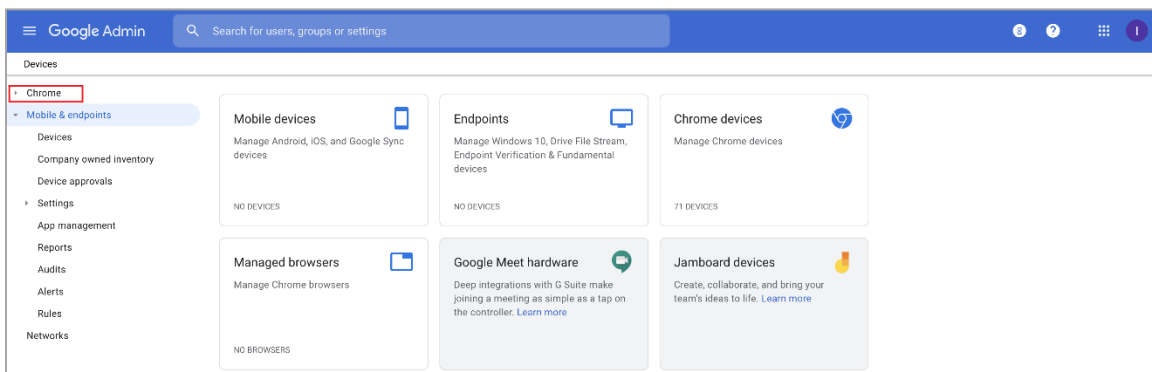 Google Admin
Search for users, groups or settings
8
?
I
Devices
Chrome
Mobile & endpoints
Devices
Company owned inventory
Device approvals
Settings
App management
Reports
Audits
Alerts
Rules
Networks
Mobile devices
Manage Android, iOS, and Google Sync
devices
NO DEVICES
Endpoints
Manage Windows 10, Drive File Stream,
Endpoint Verification & Fundamental
devices
NO DEVICES
Chrome devices
Manage Chrome devices
71 DEVICES
Managed browsers
Manage Chrome browsers
NO BROWSERS
Google Meet hardware
Deep integrations with G Suite make
joining a meeting as simple as a tap on
the controller. Learn more
Jamboard devices
Create, collaborate, and bring your
team's ideas to life. Learn more